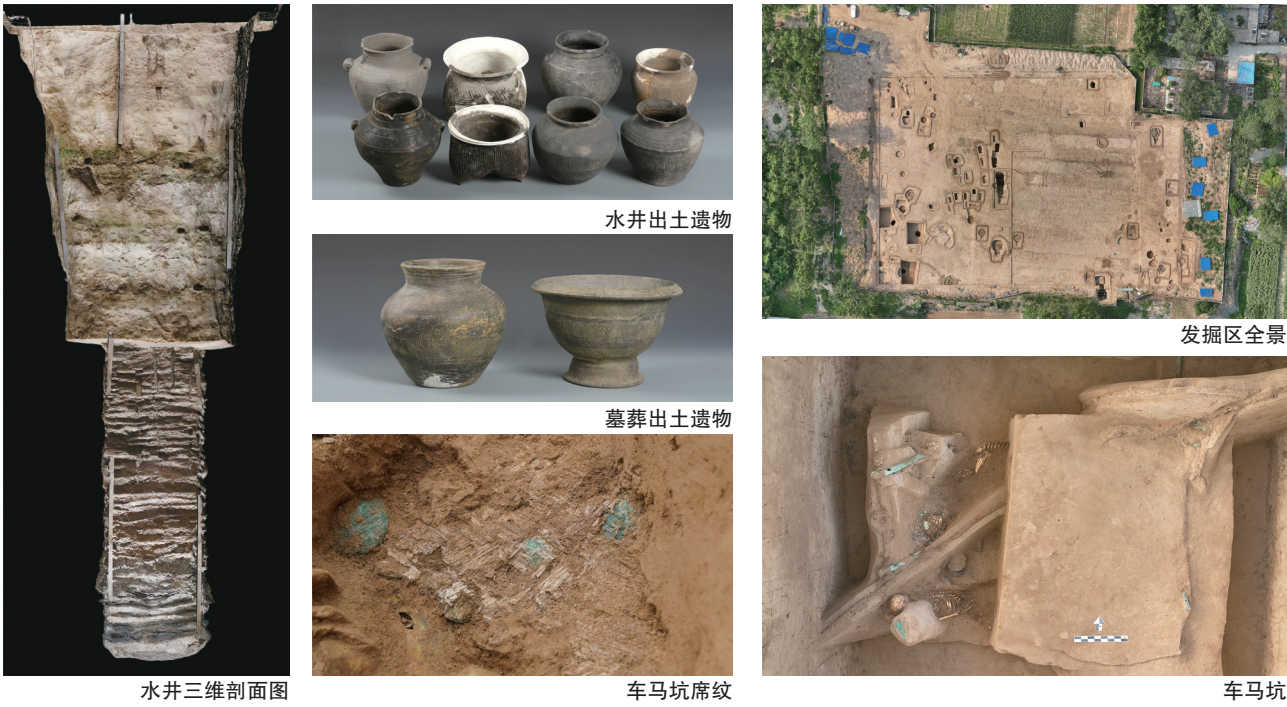 水井出土遗物
发掘区全景
墓葬出土遗物
水井三维剖面图
车马坑席纹
车马坑